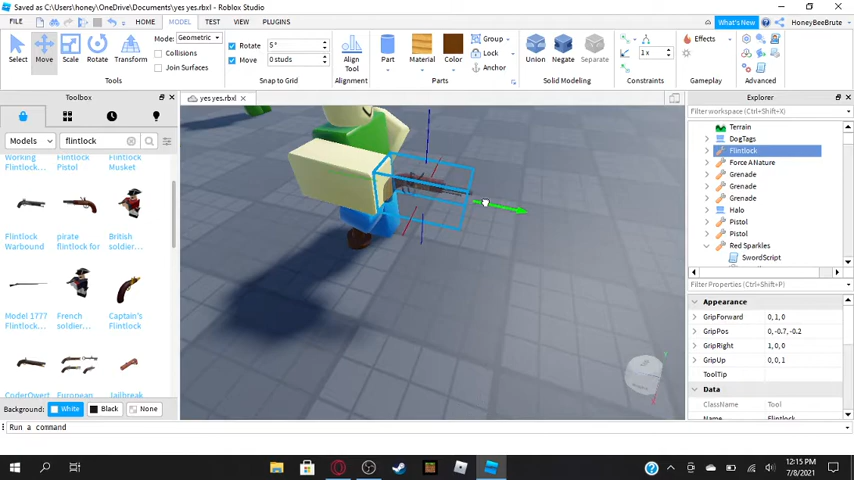 Saved as C:\Users\honey\OneDrive\Documents\yes yes.rbxl - Roblox Studio
FILE
HOME
MODEL
TEST
VIEW
PLUGINS
What's New
HoneyBeeBrute
Select
Move
Scale
Rotate
Transform
Mode: Geometric
Collisions
Join Surfaces
Tools
Rotate
5 °
Move
0 studs
Snap to Grid
Align
Tool
Alignment
Part
Material
Color
Group
Lock
Anchor
Parts
Union
Negate
Separate
Solid Modeling
1 x
Constraints
Effects
Gameplay
Advanced
Toolbox
yes yes.rbxl
Explorer
Models
flintlock
Filter workspace (Ctrl+Shift+X)
Working
Flintlock...
Flintlock
Pistol
Flintlock
Musket
Flintlock
Warbound
pirate
flintlock for
British
soldier...
Model 1777
Flintlock...
French
soldier...
Captain's
Flintlock
CoderQwert
European
Jailbreak
Terrain
DogTags
Flintlock
Force A Nature
Grenade
Grenade
Grenade
Halo
Pistol
Pistol
Red Sparkles
SwordScript
Filter Properties (Ctrl+Shift+P)
Appearance
GripForward
0, 1, 0
GripPos
0, -0.7, -0.2
GripRight
1, 0, 0
GripUp
0, 0, 1
ToolTip
Data
ClassName
Tool
Name
Flintlock
Background:
White
Black
None
Run a command
12:15 PM
7/8/2021